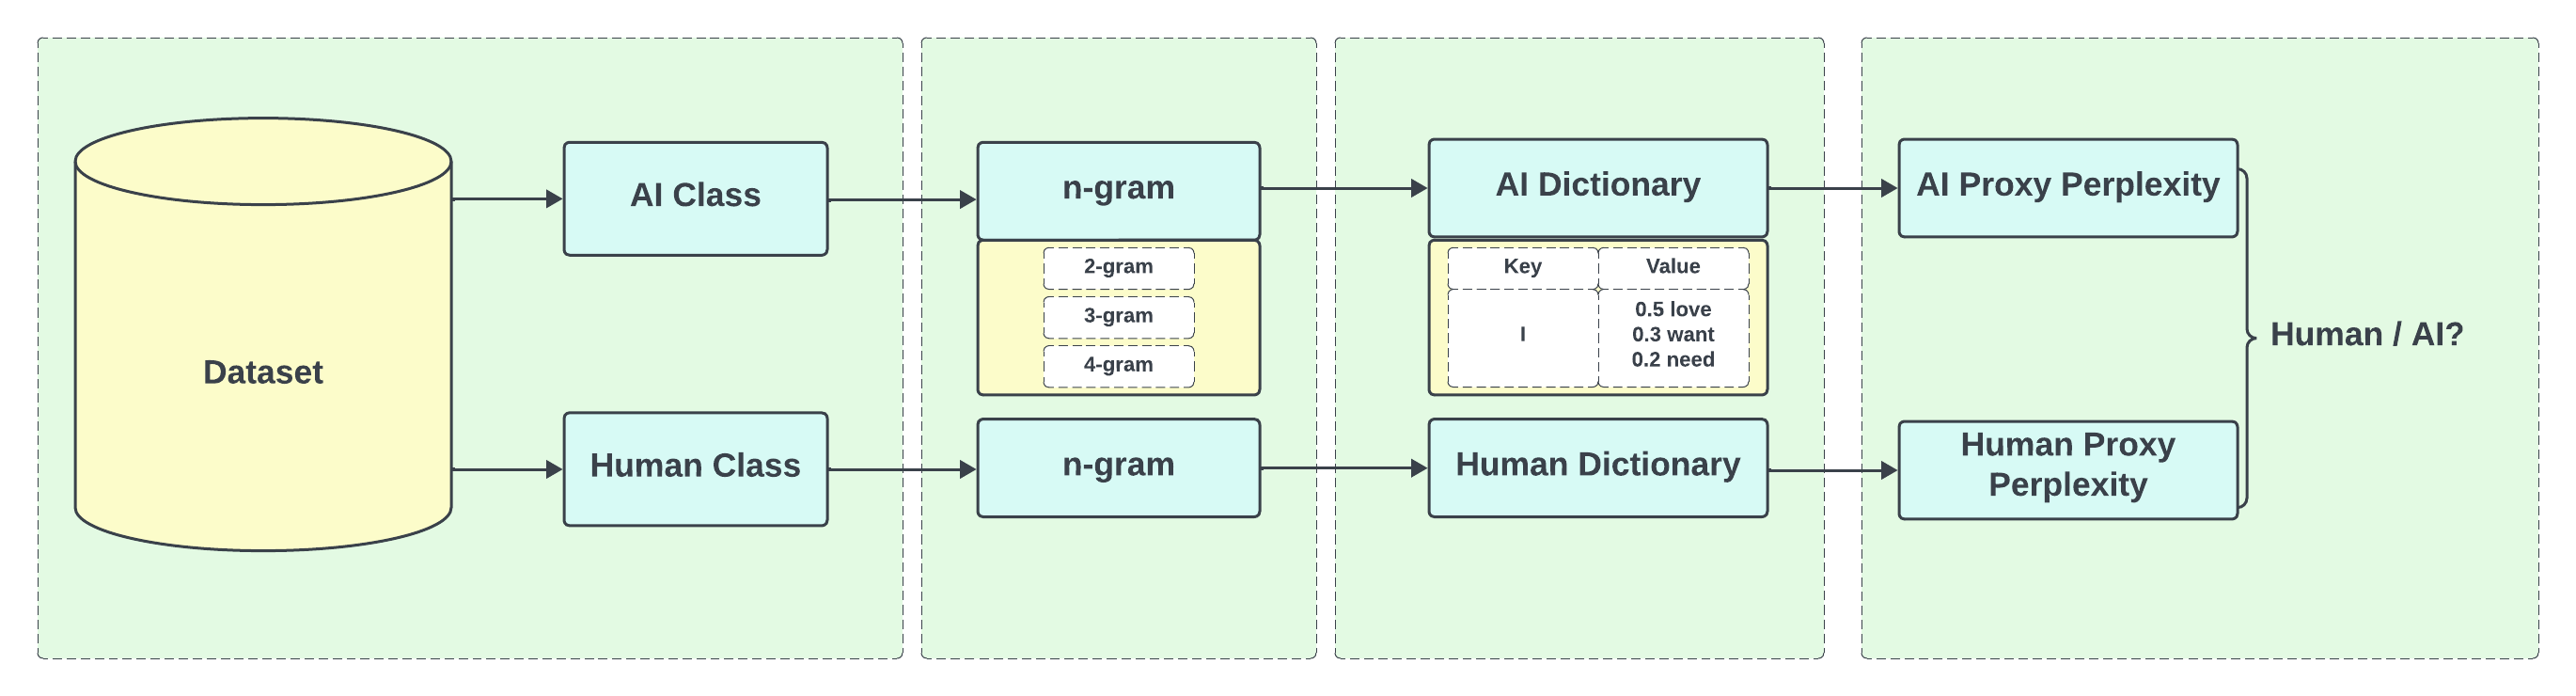 Dataset
AI Class
Human Class
n-gram
2-gram
3-gram
4-gram
n-gram
AI Dictionary
Key Value
I
0.5 love
0.3 want
0.2 need
Human Dictionary
AI Proxy Perplexity
Human Proxy
Perplexity
Human / AI?